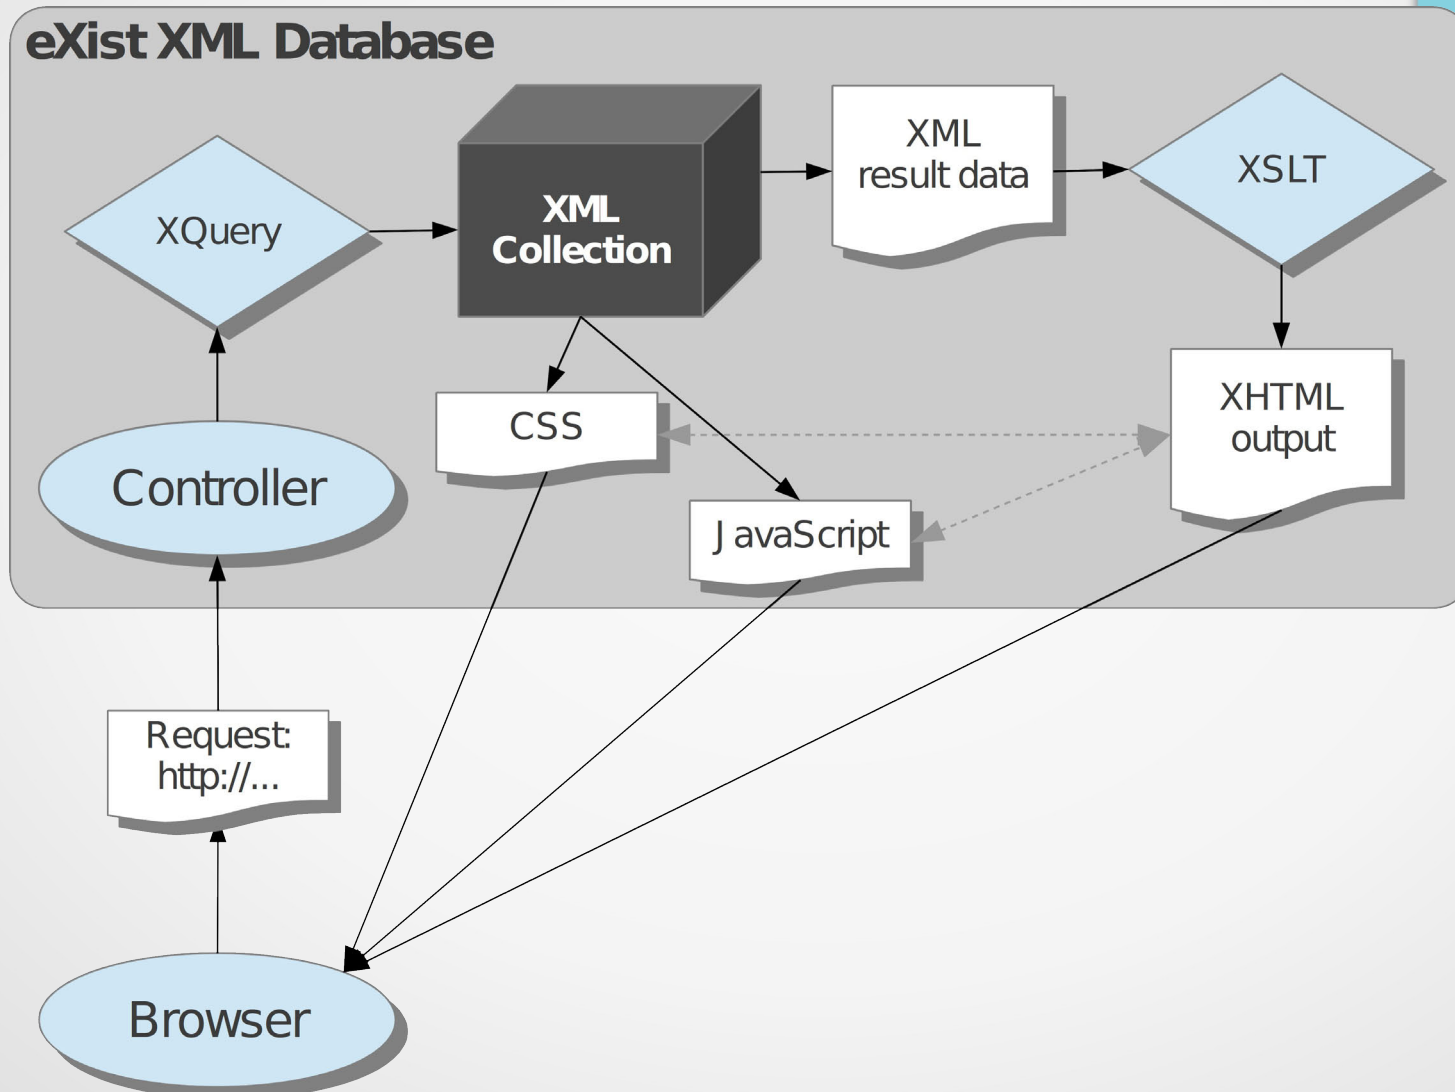 eXist XML Database
XQuery
XML
Collection
XML
result data
XSLT
CSS
XHTML
output
Controller
JavaScript
Request:
http://...
Browser